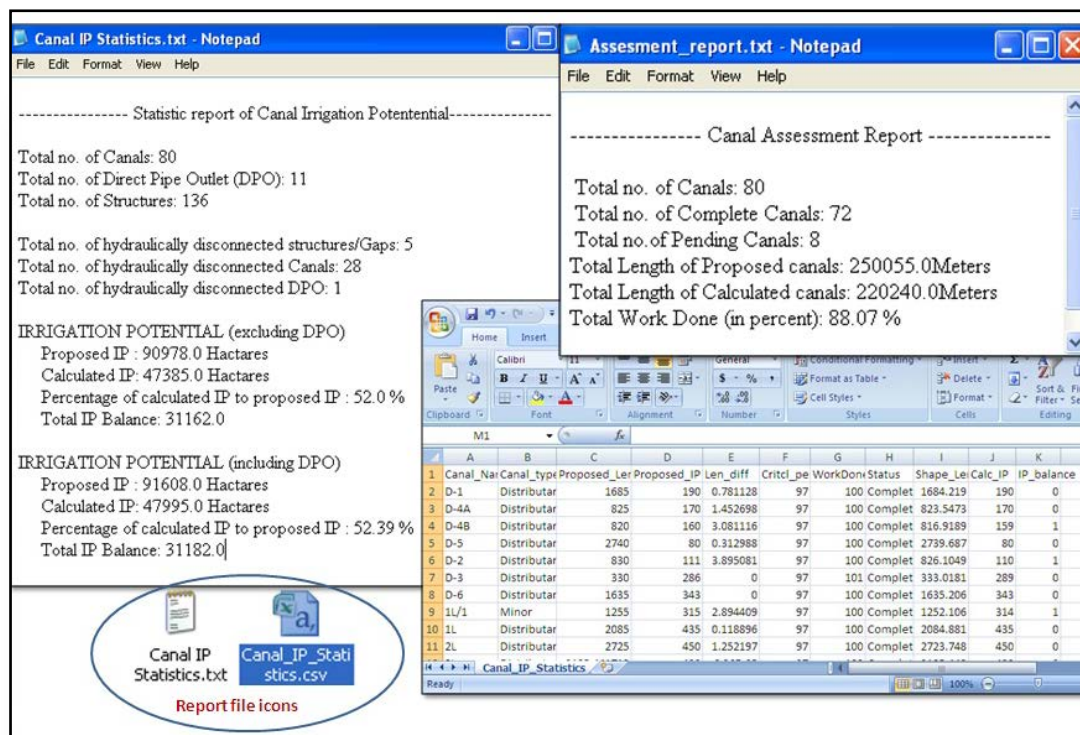 Canal IP Statistics.txt - Notepad
File Edit Format View Help
---------------- Statistic report of Canal Irrigation Potentential---------------
Total no. of Canals: 80
Total no. of Direct Pipe Outlet (DPO): 11
Total no. of Structures: 136
Total no. of hydraulically disconnected structures/Gaps: 5
Total no. of hydraulically disconnected Canals: 28
Total no. of hydraulically disconnected DPO: 1
IRRIGATION POTENTIAL (excluding DPO)
Proposed IP : 90978.0 Hactares
Calculated IP: 47385.0 Hactares
Percentage of calculated IP to proposed IP : 52.0 %
Total IP Balance: 31162.0
IRRIGATION POTENTIAL (including DPO)
Proposed IP : 91608.0 Hactares
Calculated IP: 47995.0 Hactares
Percentage of calculated IP to proposed IP : 52.39 %
Total IP Balance: 31182.0
Assesment_report.txt - Notepad
File Edit Format View Help
---------------- Canal Assessment Report ---------------
Total no. of Canals: 80
Total no. of Complete Canals: 72
Total no.of Pending Canals: 8
Total Length of Proposed canals: 250055.0Meters
Total Length of Calculated canals: 220240.0Meters
Total Work Done (in percent): 88.07 %
Home Insert
Calibri 11 General Conditional Formatting Insert
Paste B I U A A $ % , Format as Table Delete Sort &
.00 .0 Cell Styles Format Filter
Clipboard Font Alignment Number Styles Cells Editing
M1 fx
A B C D E F G H I J K
1 Canal_Na Canal_type Proposed_Le Proposed_IP Len_diff Critcl_pe WorkDon Status Shape_Le Calc_IP IP_balance
2 D-1 Distributar 1685 190 0.781128 97 100 Complet 1684.219 190 0
3 D-4A Distributar 825 170 1.452698 97 100 Complet 823.5473 170 0
4 D-4B Distributar 820 160 3.081116 97 100 Complet 816.9189 159 1
5 D-5 Distributar 2740 80 0.312988 97 100 Complet 2739.687 80 0
6 D-2 Distributar 830 111 3.895081 97 100 Complet 826.1049 110 1
7 D-3 Distributar 330 286 0 97 101 Complet 333.0181 289 0
8 D-6 Distributar 1635 343 0 97 100 Complet 1635.206 343 0
9 1L/1 Minor 1255 315 2.894409 97 100 Complet 1252.106 314 1
10 1L Distributar 2085 435 0.118896 97 100 Complet 2084.881 435 0
11 2L Distributar 2725 450 1.252197 97 100 Complet 2723.748 450 0
Canal_IP_Statistics
Ready 100%
Canal IP
Statistics.txt
Canal_IP_Stati
stics.csv
Report file icons